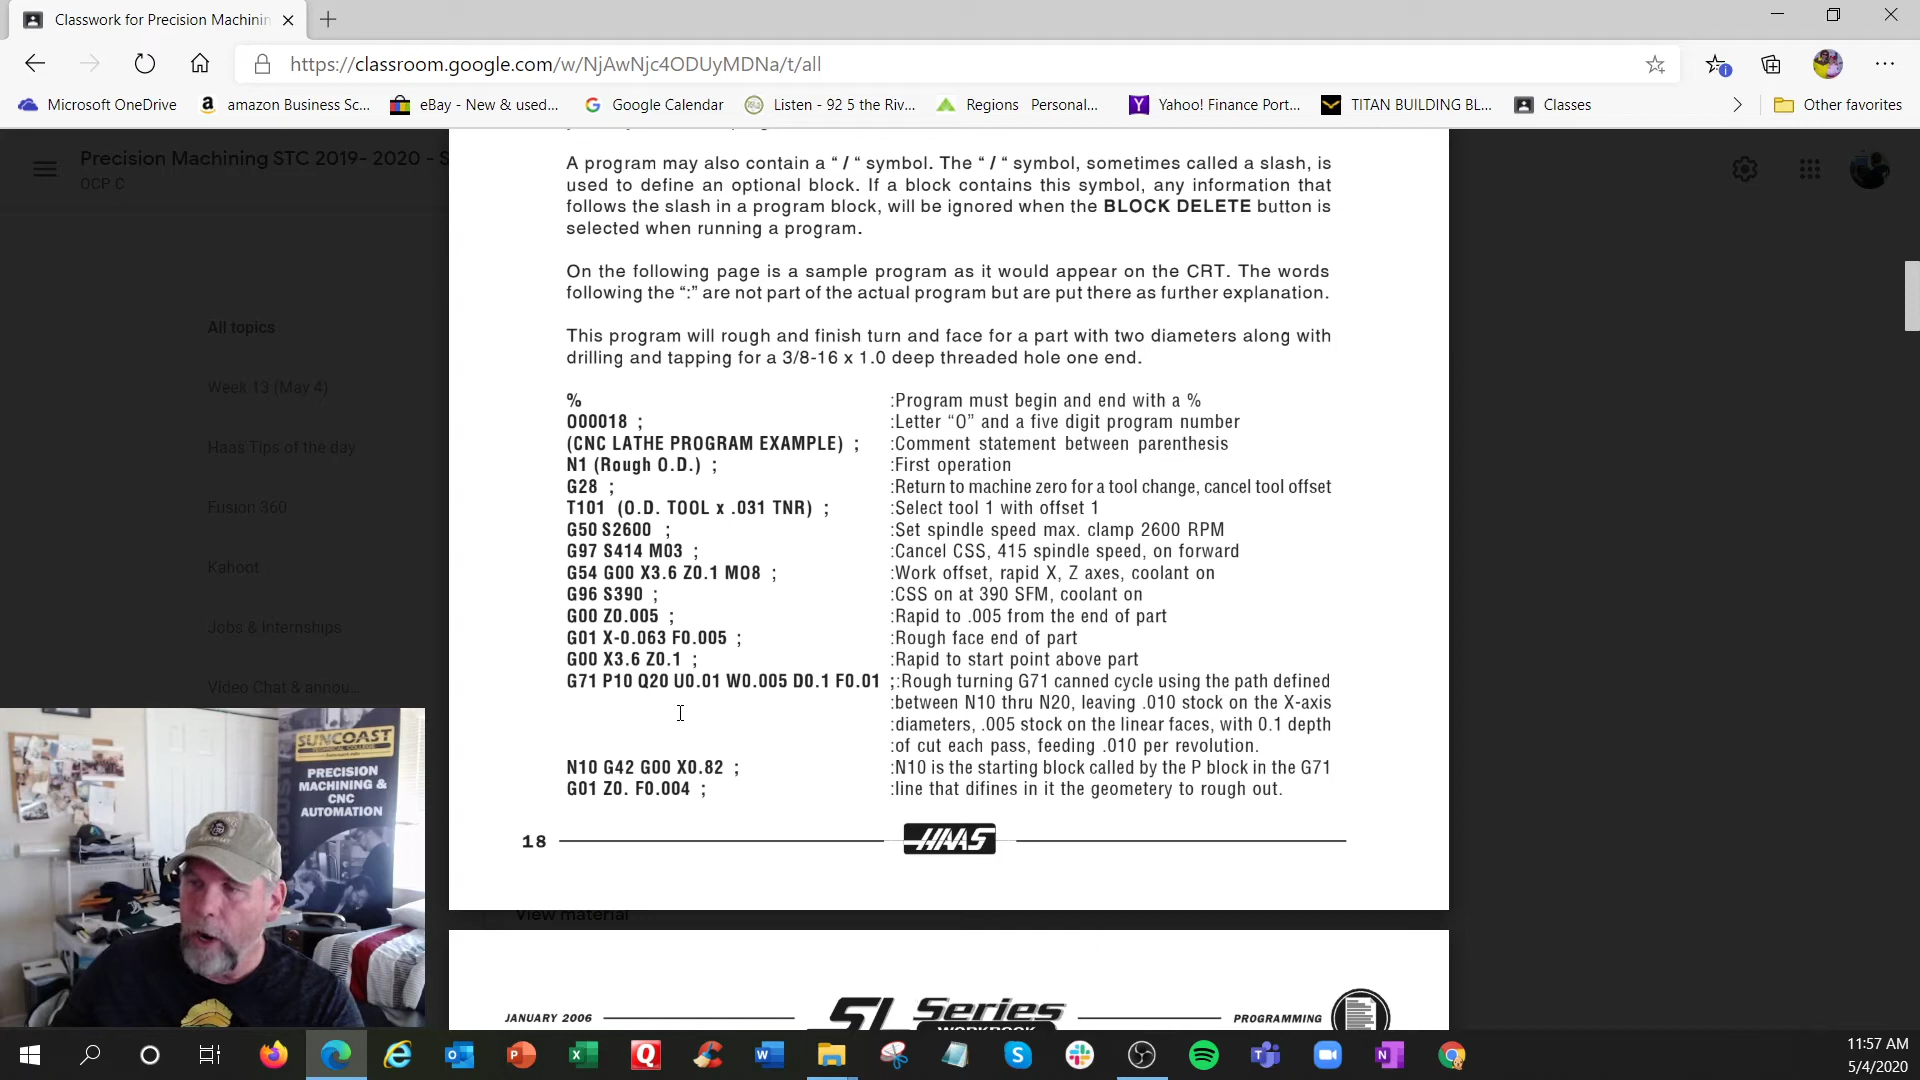 Classwork for Precision Machinin
https://classroom.google.com/w/NjAwNjc4ODUyMDNa/t/all
Microsoft OneDrive
amazon Business Sc...
eBay - New & used...
Google Calendar
Listen - 92 5 the Riv...
Regions Personal...
Yahoo! Finance Port...
TITAN BUILDING BL...
Classes
Other favorites
Precision Machining STC 2019- 2020 - S
OCP C
All topics
Week 13 (May 4)
Haas Tips of the day
Fusion 360
Kahoot
Jobs & Internships
Video Chat & annou...
A program may also contain a “ / “ symbol. The “ / “ symbol, sometimes called a slash, is
used to define an optional block. If a block contains this symbol, any information that
follows the slash in a program block, will be ignored when the BLOCK DELETE button is
selected when running a program.
On the following page is a sample program as it would appear on the CRT. The words
following the “:” are not part of the actual program but are put there as further explanation.
This program will rough and finish turn and face for a part with two diameters along with
drilling and tapping for a 3/8-16 x 1.0 deep threaded hole one end.
% :Program must begin and end with a %
O00018 ; :Letter “O” and a five digit program number
(CNC LATHE PROGRAM EXAMPLE) ; :Comment statement between parenthesis
N1 (Rough O.D.) ; :First operation
G28 ; :Return to machine zero for a tool change, cancel tool offset
T101 (O.D. TOOL x .031 TNR) ; :Select tool 1 with offset 1
G50 S2600 ; :Set spindle speed max. clamp 2600 RPM
G97 S414 M03 ; :Cancel CSS, 415 spindle speed, on forward
G54 G00 X3.6 Z0.1 M08 ; :Work offset, rapid X, Z axes, coolant on
G96 S390 ; :CSS on at 390 SFM, coolant on
G00 Z0.005 ; :Rapid to .005 from the end of part
G01 X-0.063 F0.005 ; :Rough face end of part
G00 X3.6 Z0.1 ; :Rapid to start point above part
G71 P10 Q20 U0.01 W0.005 D0.1 F0.01 ;:Rough turning G71 canned cycle using the path defined
:between N10 thru N20, leaving .010 stock on the X-axis
:diameters, .005 stock on the linear faces, with 0.1 depth
:of cut each pass, feeding .010 per revolution.
N10 G42 G00 X0.82 ; :N10 is the starting block called by the P block in the G71
G01 Z0. F0.004 ; :line that difines in it the geometery to rough out.
18
HAAS
View material
JANUARY 2006
SL Series
WORKBOOK
PROGRAMMING
SUNCOAST
PRECISION
MACHINING &
CNC
AUTOMATION
11:57 AM
5/4/2020